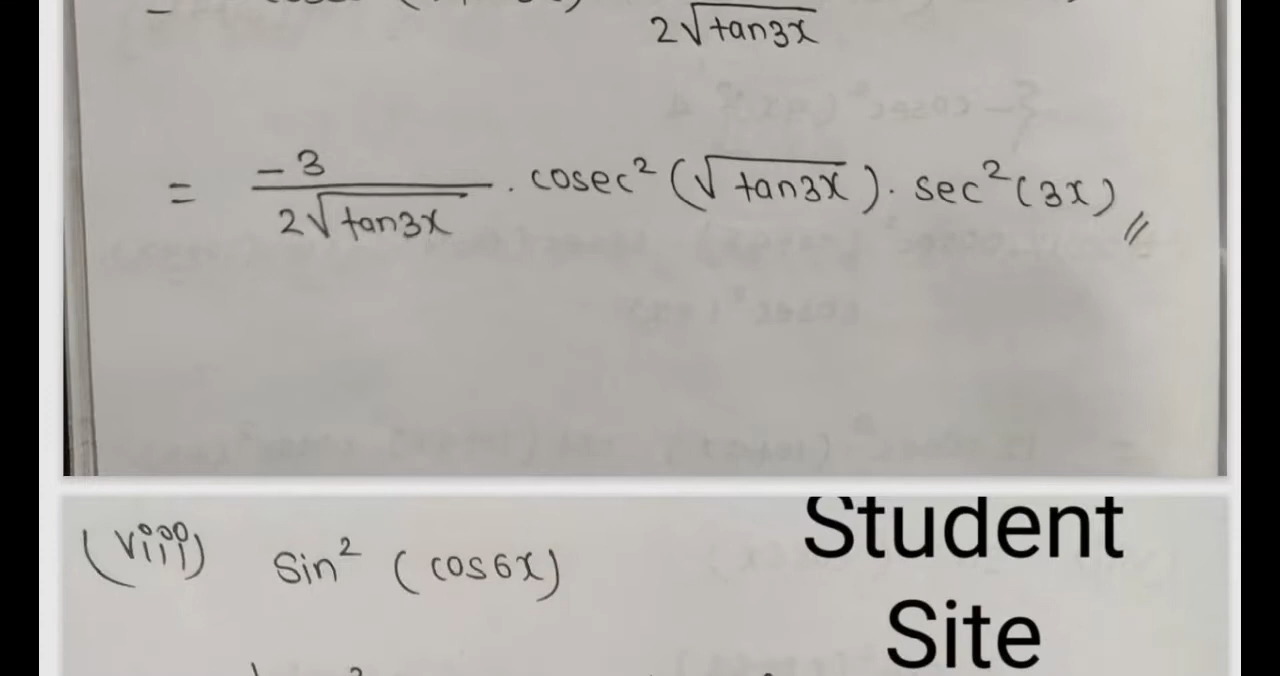 2√tan3x
= -3 / 2√tan3x . cosec² (√tan3x) . sec² (3x) //
(viii) Sin² (cos6x)
Student
Site